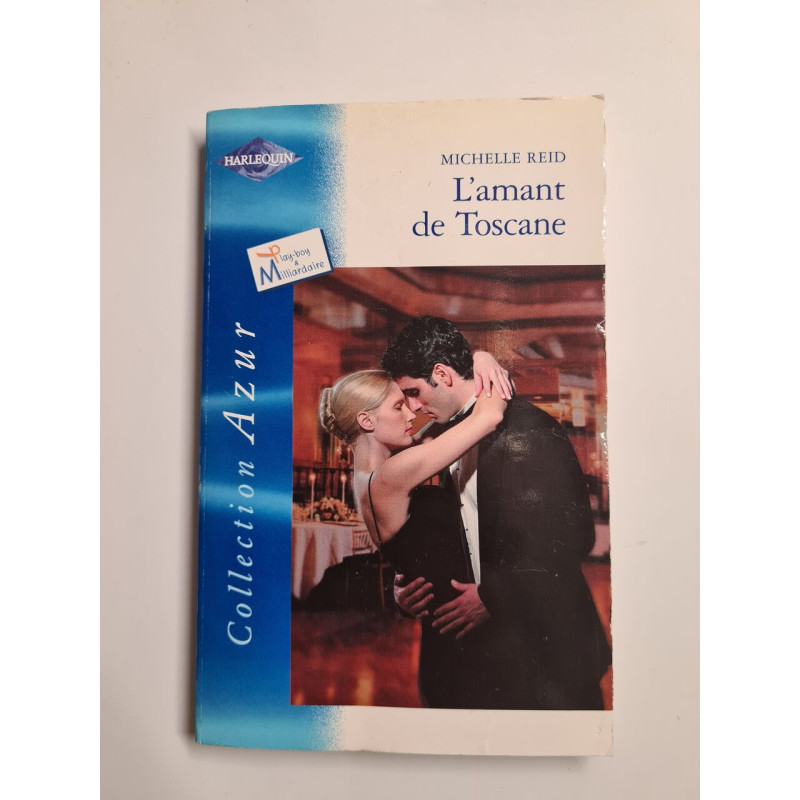 HARLEQUIN
MICHELLE REID
L'amant
de Toscane
Play-boy
&
Milliardaire
Collection Azur